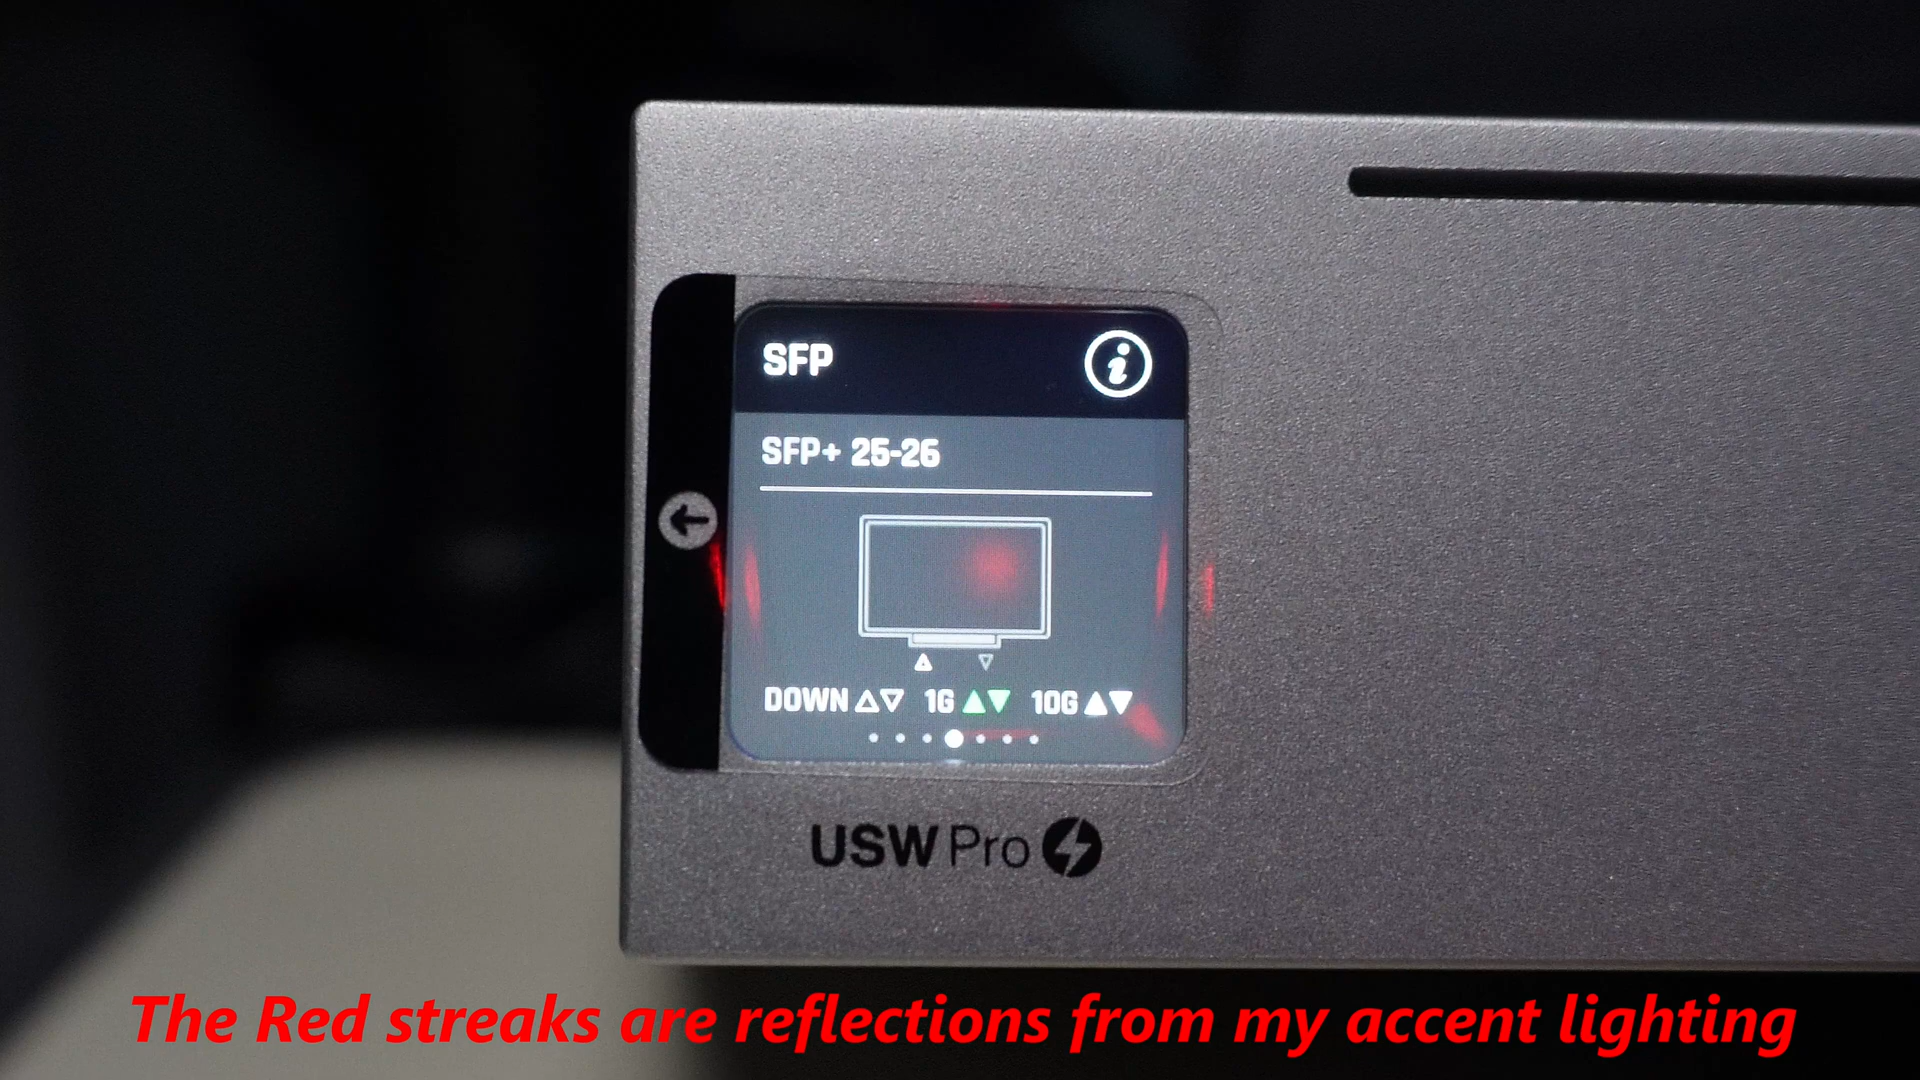 SFP
SFP+ 25-26
DOWN 1G 10G
USW Pro
The Red streaks are reflections from my accent lighting